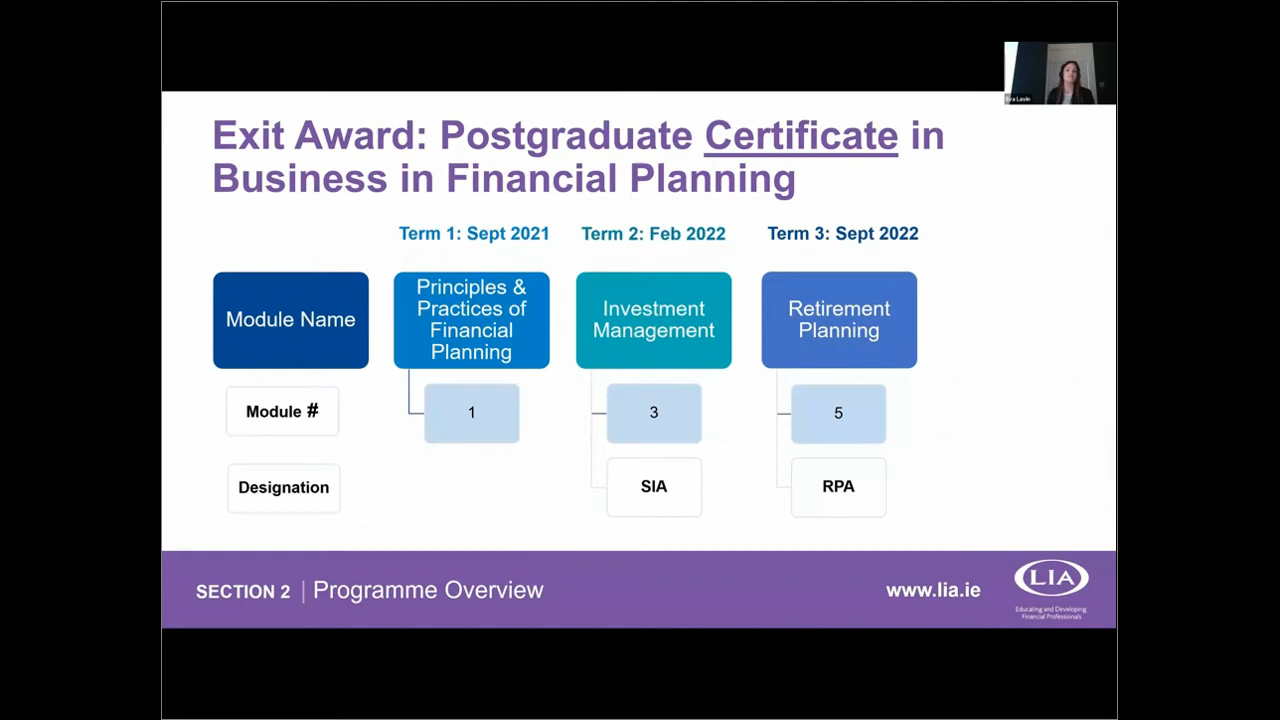 Eva Lavin
Exit Award: Postgraduate Certificate in
Business in Financial Planning
Term 1: Sept 2021
Term 2: Feb 2022
Term 3: Sept 2022
Module Name
Principles &
Practices of
Financial
Planning
Investment
Management
Retirement
Planning
Module #
1
3
5
Designation
SIA
RPA
SECTION 2 | Programme Overview
www.lia.ie
LIA
Educating and Developing
Financial Professionals